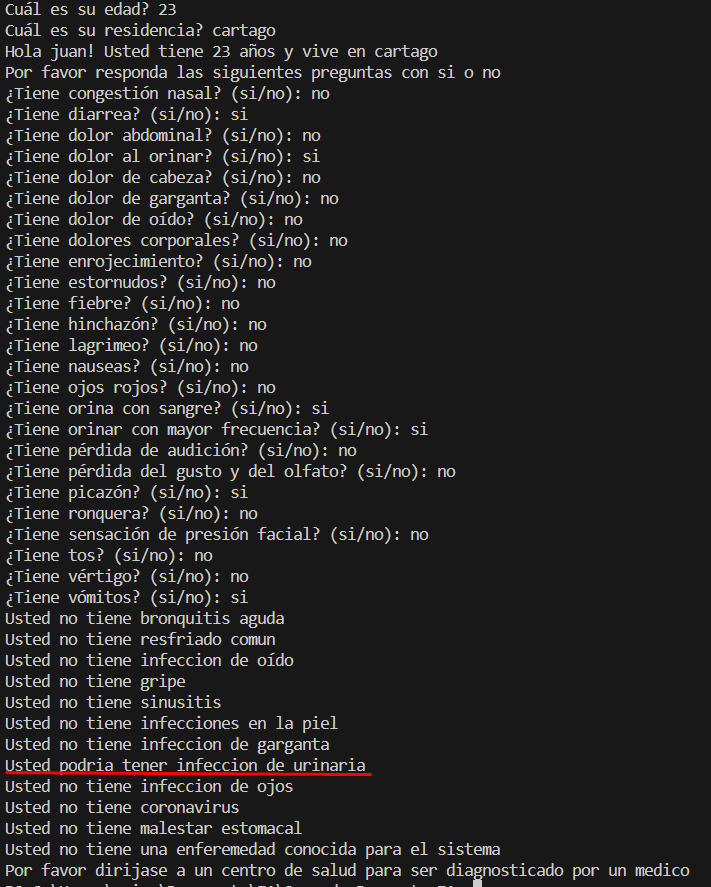 Cuál es su edad? 23
Cuál es su residencia? cartago
Hola juan! Usted tiene 23 años y vive en cartago
Por favor responda las siguientes preguntas con si o no
¿Tiene congestión nasal? (si/no): no
¿Tiene diarrea? (si/no): si
¿Tiene dolor abdominal? (si/no): no
¿Tiene dolor al orinar? (si/no): si
¿Tiene dolor de cabeza? (si/no): no
¿Tiene dolor de garganta? (si/no): no
¿Tiene dolor de oído? (si/no): no
¿Tiene dolores corporales? (si/no): no
¿Tiene enrojecimiento? (si/no): no
¿Tiene estornudos? (si/no): no
¿Tiene fiebre? (si/no): no
¿Tiene hinchazón? (si/no): no
¿Tiene lagrimeo? (si/no): no
¿Tiene nauseas? (si/no): no
¿Tiene ojos rojos? (si/no): no
¿Tiene orina con sangre? (si/no): si
¿Tiene orinar con mayor frecuencia? (si/no): si
¿Tiene pérdida de audición? (si/no): no
¿Tiene pérdida del gusto y del olfato? (si/no): no
¿Tiene picazón? (si/no): si
¿Tiene ronquera? (si/no): no
¿Tiene sensación de presión facial? (si/no): no
¿Tiene tos? (si/no): no
¿Tiene vértigo? (si/no): no
¿Tiene vómitos? (si/no): si
Usted no tiene bronquitis aguda
Usted no tiene resfriado comun
Usted no tiene infeccion de oído
Usted no tiene gripe
Usted no tiene sinusitis
Usted no tiene infecciones en la piel
Usted no tiene infeccion de garganta
Usted podria tener infeccion de urinaria
Usted no tiene infeccion de ojos
Usted no tiene coronavirus
Usted no tiene malestar estomacal
Usted no tiene una enferemedad conocida para el sistema
Por favor dirijase a un centro de salud para ser diagnosticado por un medico